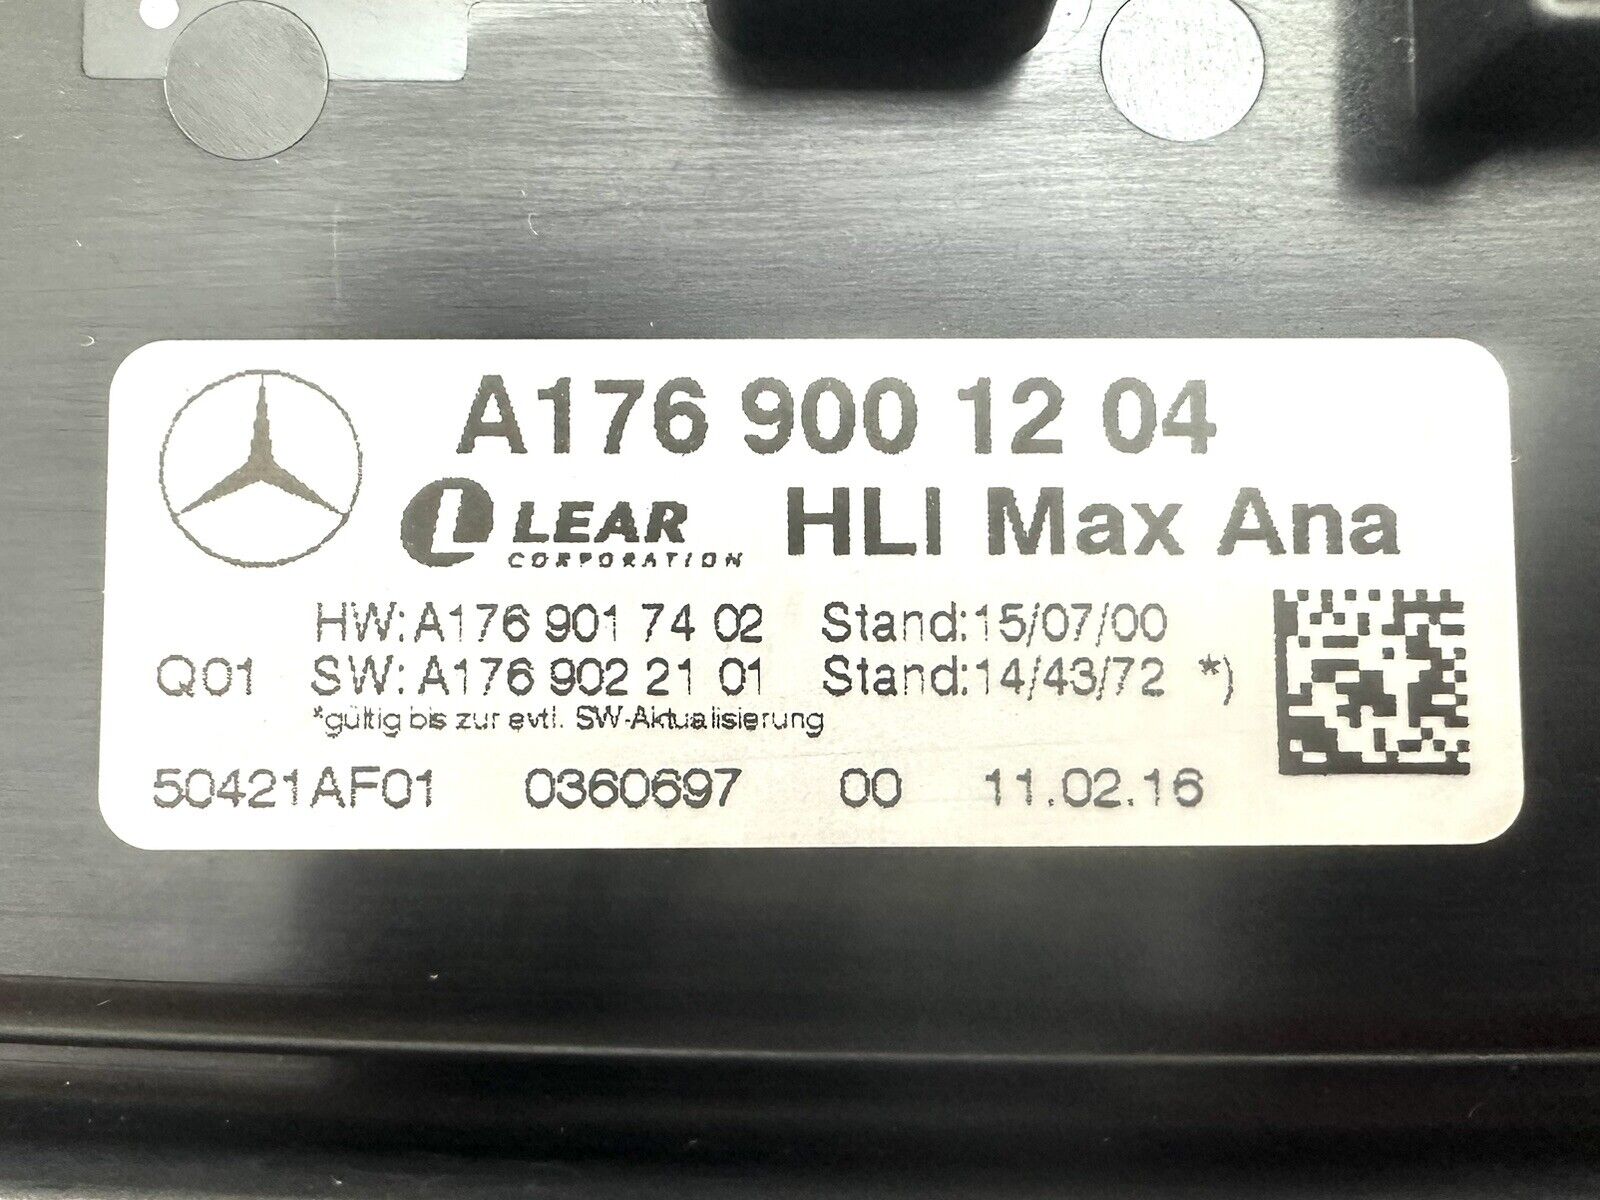 A176 900 12 04
LEAR CORPORATION HLI Max Ana
HW: A176 901 74 02 Stand:15/07/00
Q01 SW: A176 902 21 01 Stand:14/43/72 *)
*gültig bis zur evtl. SW-Aktualisierung
50421AF01 0360697 00 11.02.16